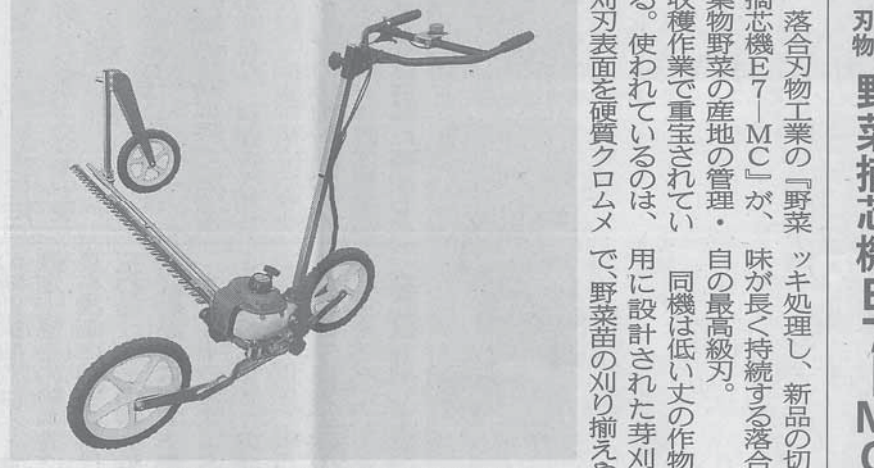 刃物
野菜摘芯機E7―MC
落合刃物工業の『野菜
摘芯機E7―MC』が、
葉物野菜の産地の管理・
収穫作業で重宝されてい
る。使われているのは、
刈刃表面を硬質クロムメ
ッキ処理し、新品の切
味が長く持続する落合
自の最高級刃。
同機は低い丈の作物
用に設計された芽刈
で、野菜苗の刈り揃えや